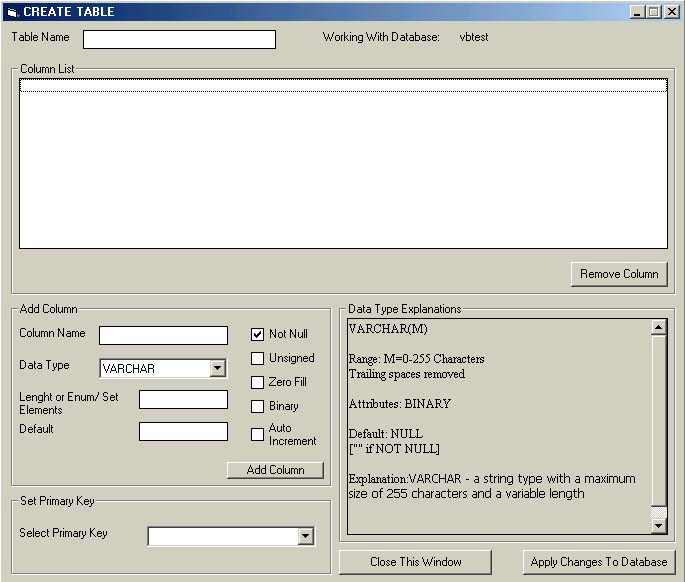 CREATE TABLE
Table Name
Working With Database: vbtest
Column List
Remove Column
Add Column
Column Name
Not Null
Data Type
VARCHAR
Unsigned
Zero Fill
Lenght or Enum/ Set
Elements
Binary
Default
Auto
Increment
Add Column
Set Primary Key
Select Primary Key
Data Type Explanations
VARCHAR(M)
Range: M=0-255 Characters
Trailing spaces removed
Attributes: BINARY
Default: NULL
["" if NOT NULL]
Explanation:VARCHAR - a string type with a maximum
size of 255 characters and a variable length
Close This Window
Apply Changes To Database